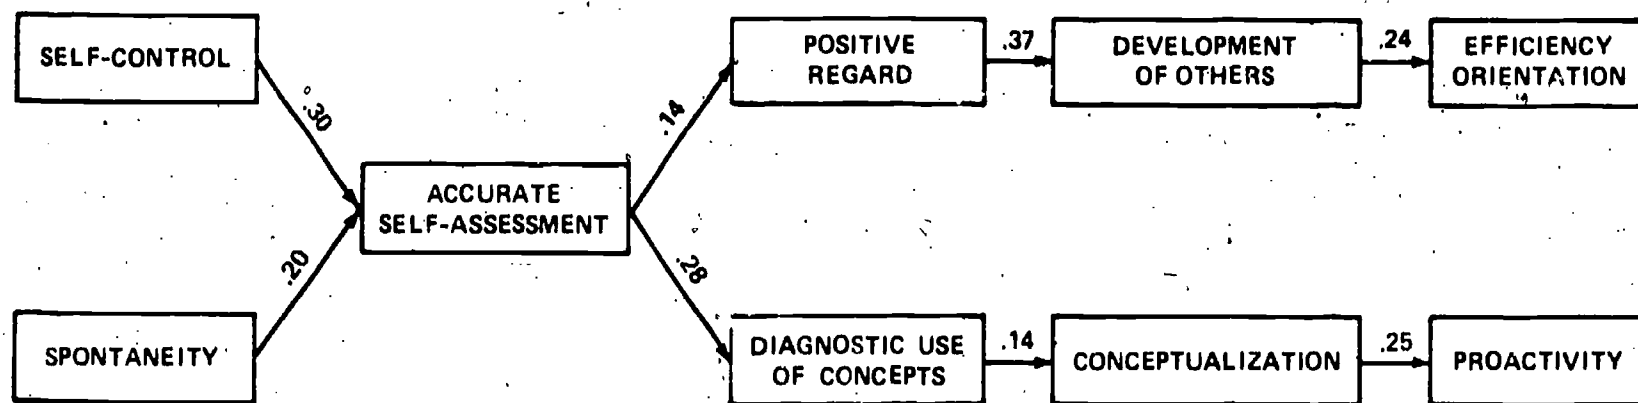 SELF-CONTROL
.30
SPONTANEITY
.20
ACCURATE
SELF-ASSESSMENT
.14
POSITIVE
REGARD
.37
DEVELOPMENT
OF OTHERS
.24
EFFICIENCY
ORIENTATION
.28
DIAGNOSTIC USE
OF CONCEPTS
.14
CONCEPTUALIZATION
.25
PROACTIVITY